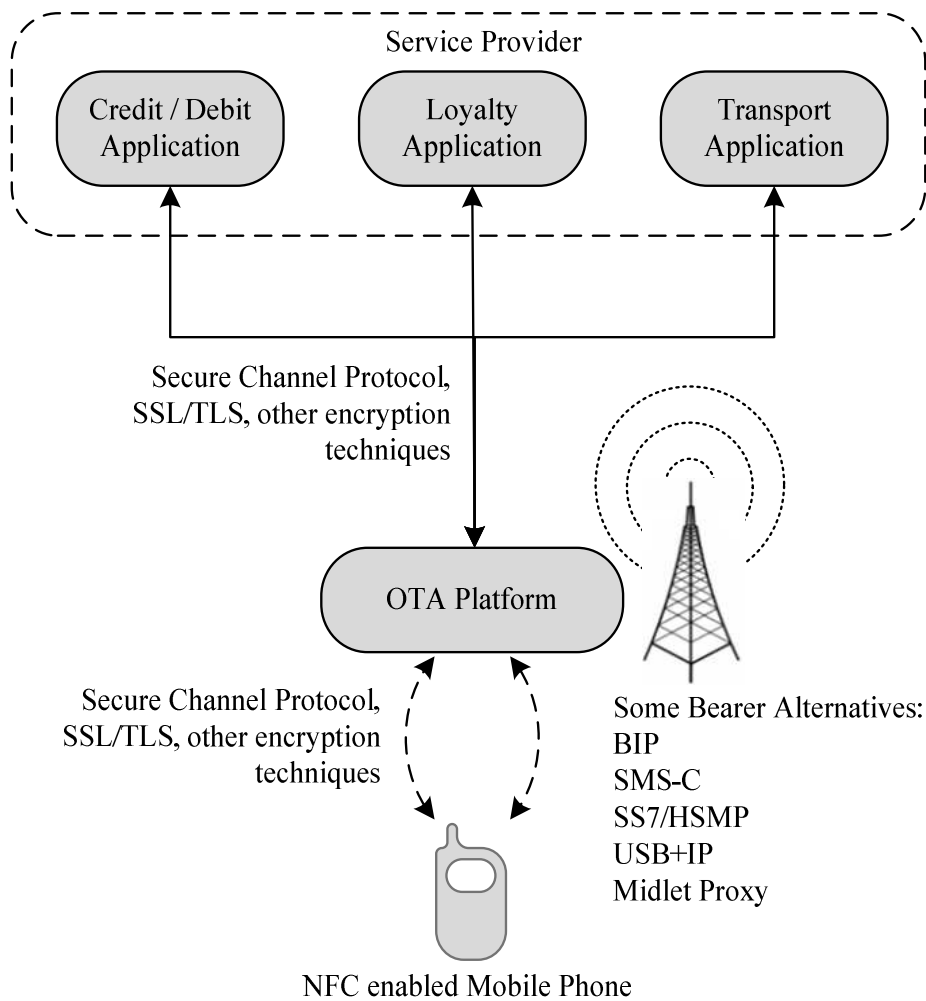 Service Provider
Credit / Debit
Application
Loyalty
Application
Transport
Application
Secure Channel Protocol,
SSL/TLS, other encryption
techniques
OTA Platform
Secure Channel Protocol,
SSL/TLS, other encryption
techniques
Some Bearer Alternatives:
BIP
SMS-C
SS7/HSMP
USB+IP
Midlet Proxy
NFC enabled Mobile Phone